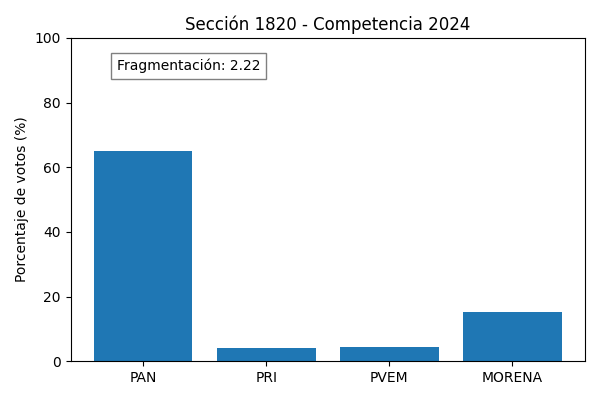 Sección 1820 - Competencia 2024
Fragmentación: 2.22
Porcentaje de votos (%)
100
80
60
40
20
0
PAN PRI PVEM MORENA